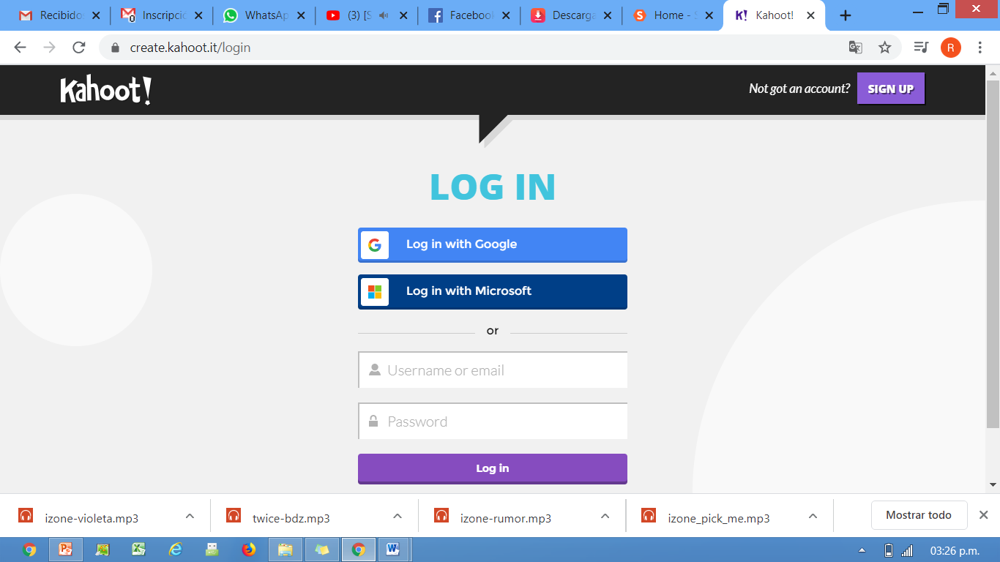 Recibido
Inscripció
WhatsAp
(3) [S
Facebook
Descarga
Home - S
Kahoot!
create.kahoot.it/login
R
Kahoot!
Not got an account?
SIGN UP
LOG IN
Log in with Google
Log in with Microsoft
or
Username or email
Password
Log in
izone-violeta.mp3
twice-bdz.mp3
izone-rumor.mp3
izone_pick_me.mp3
Mostrar todo
03:26 p.m.